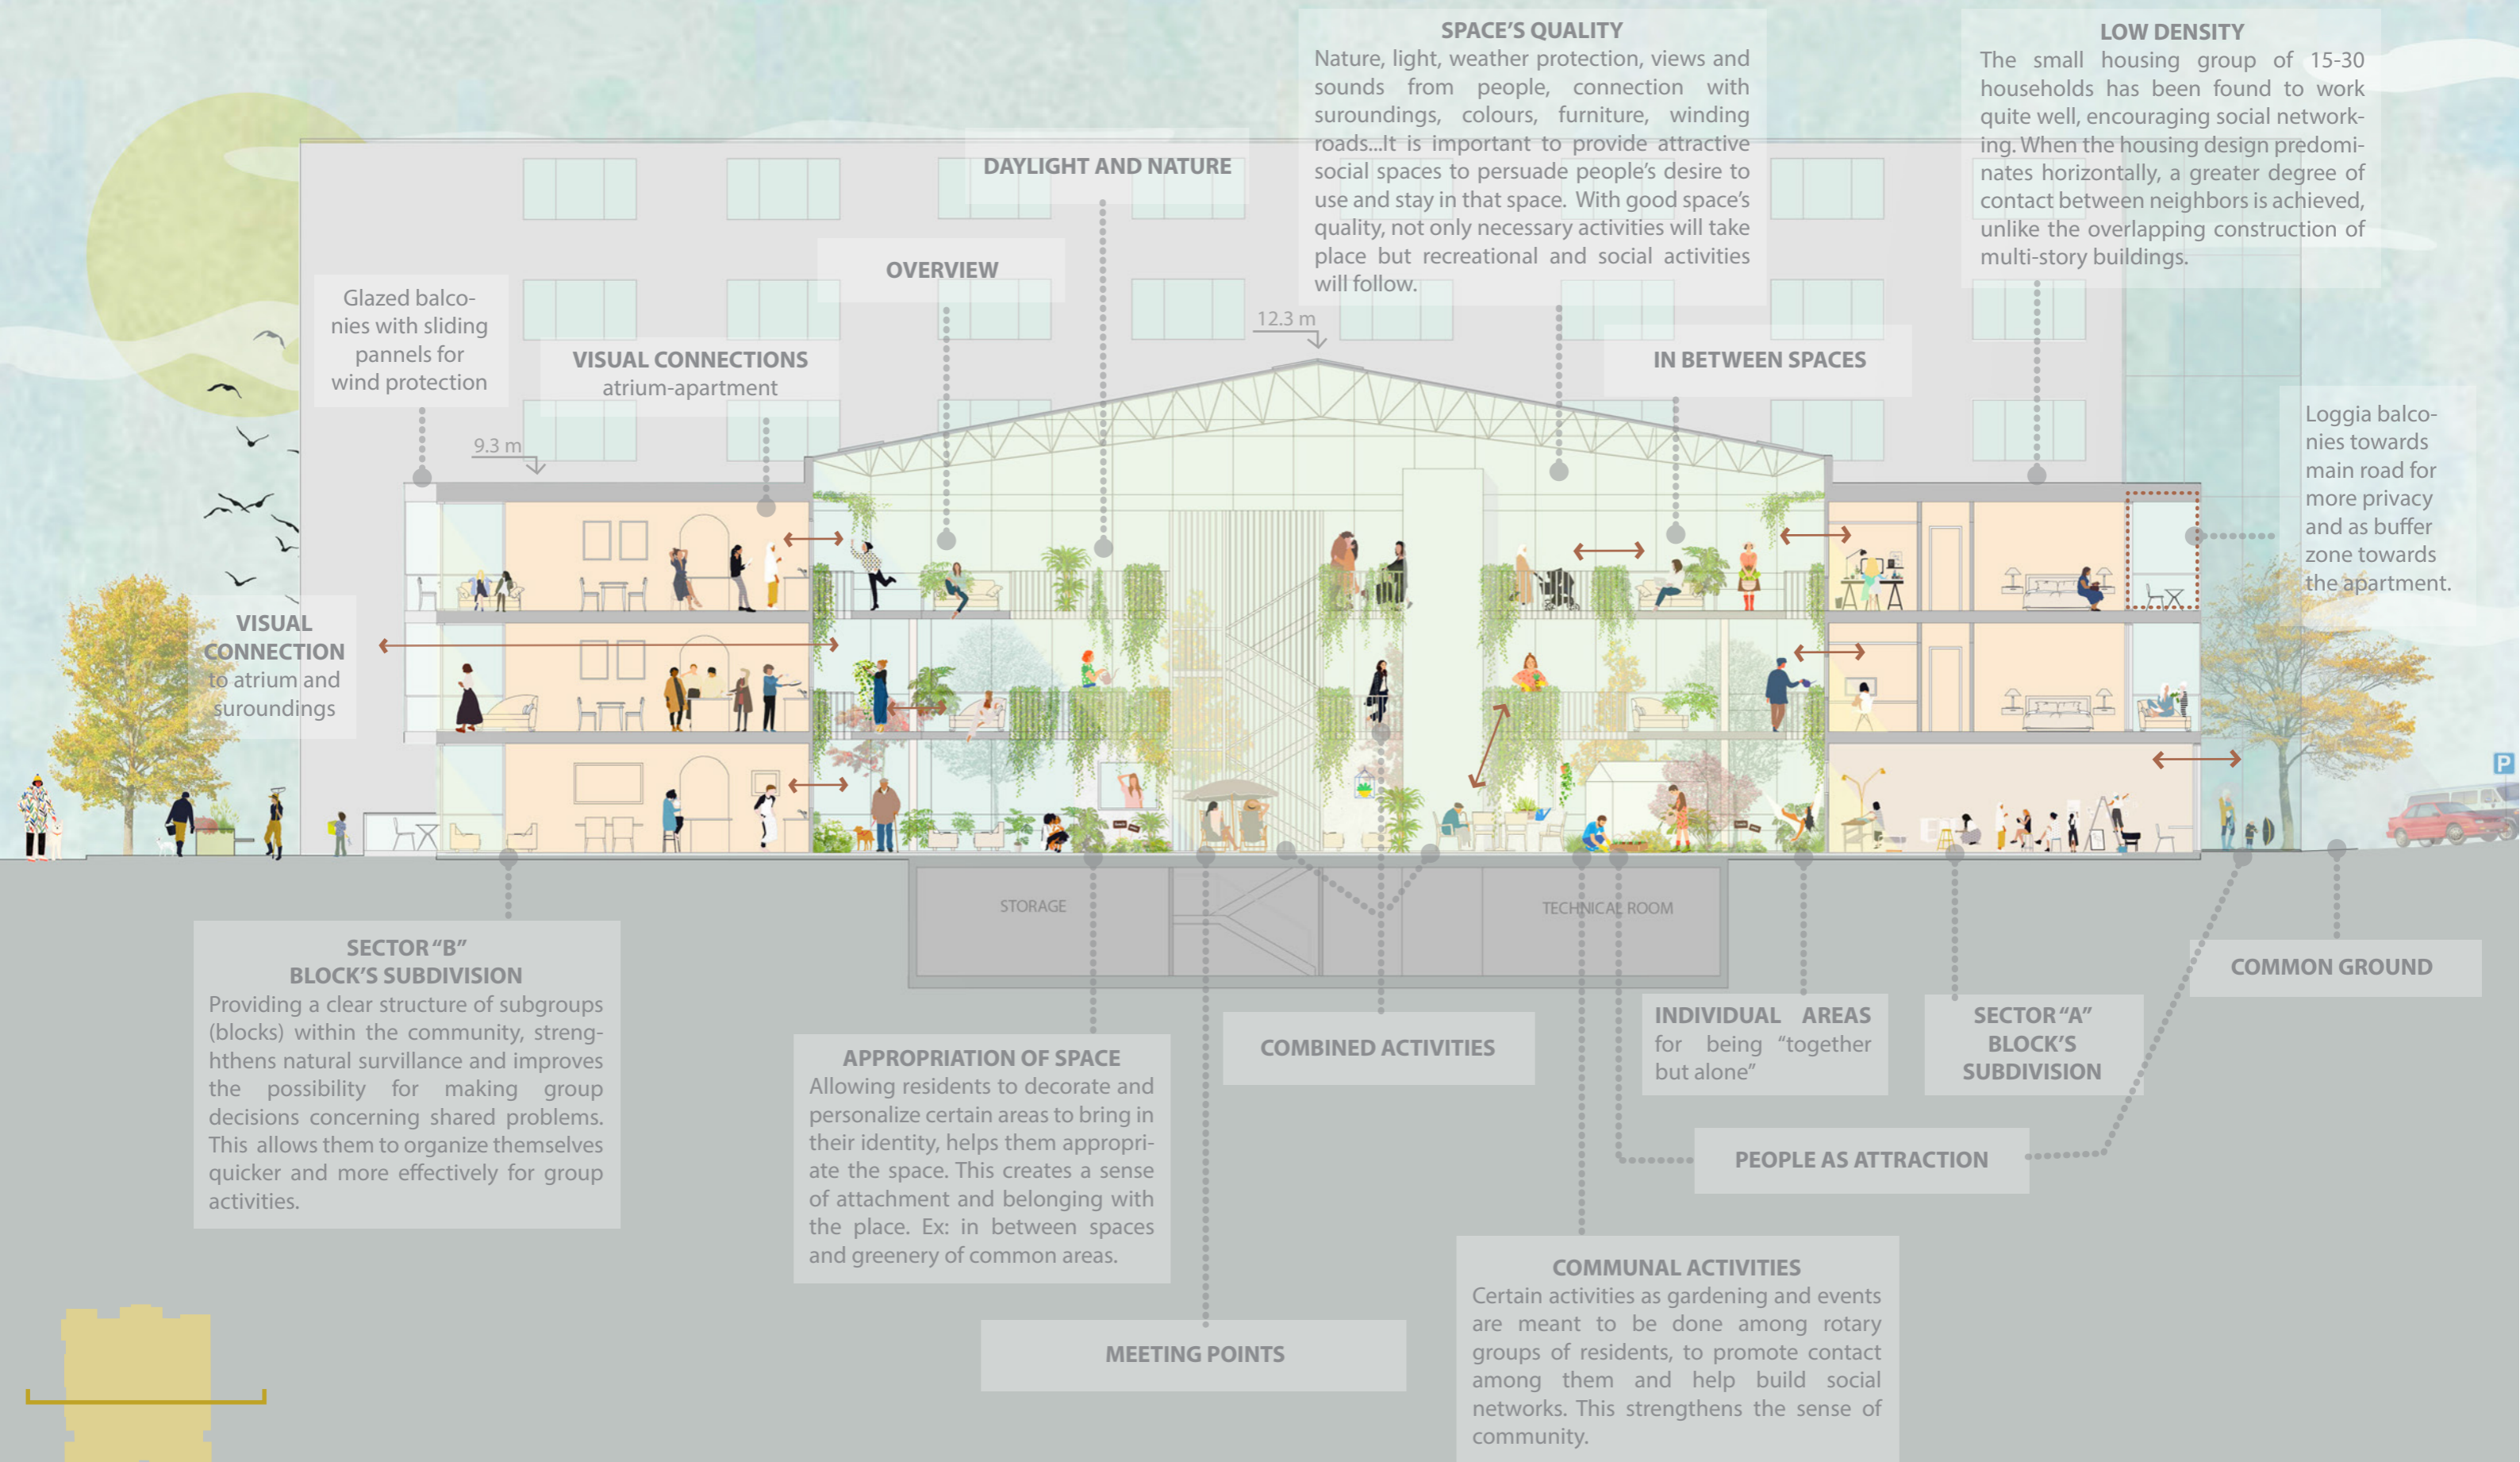 SPACE'S QUALITY
Nature, light, weather protection, views and
sounds from people, connection with
suroundings, colours, furniture, winding
roads...It is important to provide attractive
social spaces to persuade people's desire to
use and stay in that space. With good space's
quality, not only necessary activities will take
place but recreational and social activities
will follow.
LOW DENSITY
The small housing group of 15-30
households has been found to work
quite well, encouraging social network-
ing. When the housing design predomi-
nates horizontally, a greater degree of
contact between neighbors is achieved,
unlike the overlapping construction of
multi-story buildings.
DAYLIGHT AND NATURE
OVERVIEW
Glazed balco-
nies with sliding
pannels for
wind protection
VISUAL CONNECTIONS
atrium-apartment
12.3 m
IN BETWEEN SPACES
9.3 m
Loggia balco-
nies towards
main road for
more privacy
and as buffer
zone towards
the apartment.
VISUAL
CONNECTION
to atrium and
suroundings
P
STORAGE
TECHNICAL ROOM
SECTOR "B"
BLOCK'S SUBDIVISION
Providing a clear structure of subgroups
(blocks) within the community, streng-
hthens natural survillance and improves
the possibility for making group
decisions concerning shared problems.
This allows them to organize themselves
quicker and more effectively for group
activities.
APPROPRIATION OF SPACE
Allowing residents to decorate and
personalize certain areas to bring in
their identity, helps them appropri-
ate the space. This creates a sense
of attachment and belonging with
the place. Ex: in between spaces
and greenery of common areas.
COMBINED ACTIVITIES
INDIVIDUAL AREAS
for being "together
but alone"
SECTOR "A"
BLOCK'S
SUBDIVISION
COMMON GROUND
PEOPLE AS ATTRACTION
MEETING POINTS
COMMUNAL ACTIVITIES
Certain activities as gardening and events
are meant to be done among rotary
groups of residents, to promote contact
among them and help build social
networks. This strengthens the sense of
community.